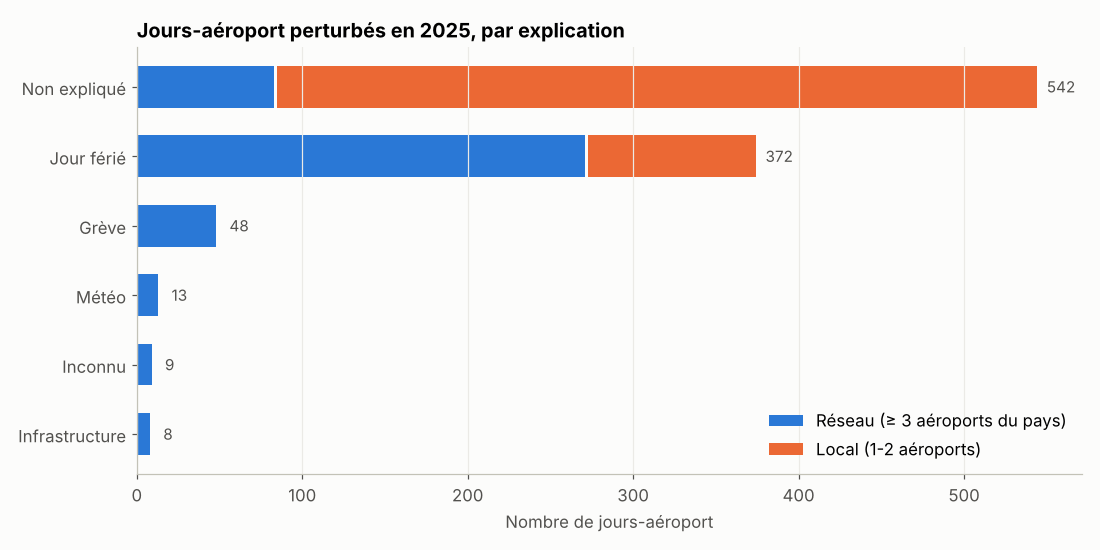 Jours-aéroport perturbés en 2025, par explication
Non expliqué
542
Jour férié
372
Grève
48
Météo
13
Inconnu
9
Infrastructure
8
Réseau (≥ 3 aéroports du pays)
Local (1-2 aéroports)
0 100 200 300 400 500
Nombre de jours-aéroport